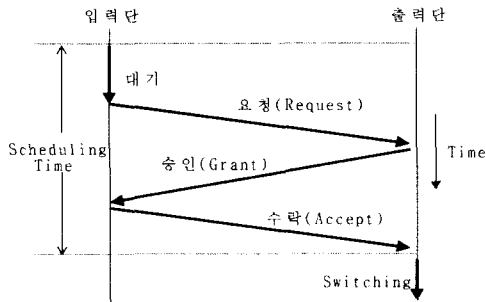 입력단
출력단
대기
요청(Request)
Scheduling
Time
승인(Grant)
Time
수락(Accept)
Switching